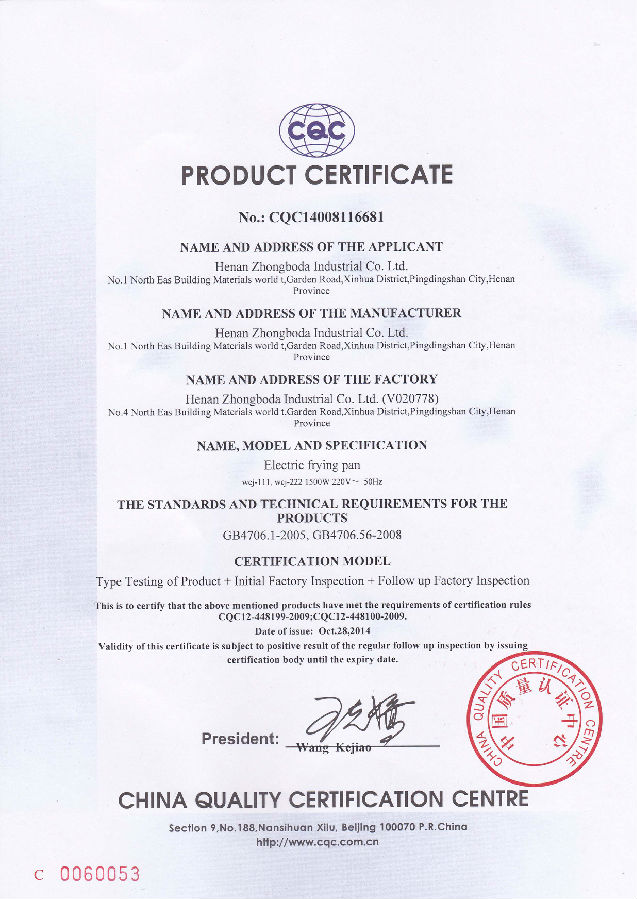 CQC
PRODUCT CERTIFICATE
No.: CQC14008116681
NAME AND ADDRESS OF THE APPLICANT
Henan Zhongboda Industrial Co. Ltd.
No.1 North Eas Building Materials world t,Garden Road,Xinhua District,Pingdingshan City,Henan
Province
NAME AND ADDRESS OF THE MANUFACTURER
Henan Zhongboda Industrial Co. Ltd.
No.1 North Eas Building Materials world t,Garden Road,Xinhua District,Pingdingshan City,Henan
Province
NAME AND ADDRESS OF THE FACTORY
Henan Zhongboda Industrial Co. Ltd. (V020778)
No.4 North Eas Building Materials world t,Garden Road,Xinhua District,Pingdingshan City,Henan
Province
NAME, MODEL AND SPECIFICATION
Electric frying pan
wcj-111, wcj-222 1500W 220V~ 50Hz
THE STANDARDS AND TECHNICAL REQUIREMENTS FOR THE
PRODUCTS
GB4706.1-2005, GB4706.56-2008
CERTIFICATION MODEL
Type Testing of Product + Initial Factory Inspection + Follow up Factory Inspection
This is to certify that the above mentioned products have met the requirements of certification rules
CQC12-448199-2009;CQC12-448100-2009.
Date of issue: Oct.28,2014
Validity of this certificate is subject to positive result of the regular follow up inspection by issuing
certification body until the expiry date.
CHINA QUALITY CERTIFICATION CENTRE
中国质量认证中心
President:
Wang Kejiao
CHINA QUALITY CERTIFICATION CENTRE
Section 9,No.188,Nansihuan Xilu, Beijing 100070 P.R.China
http://www.cqc.com.cn
C 0060053